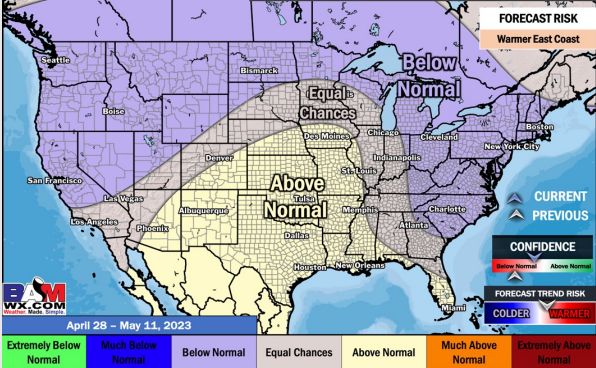 FORECAST RISK
Warmer East Coast
Seattle
Bismarck
Below
Normal
Equal
Chances
Boise
Des Moines
Chicago
Cleveland
Boston
New York City
Denver
Indianapolis
San Francisco
Las Vegas
St. Louis
Above
Normal
Tulsa
Los Angeles
Albuquerque
Memphis
Charlotte
Phoenix
Atlanta
Dallas
Houston
New Orleans
Miami
CURRENT
PREVIOUS
CONFIDENCE
Below Normal
Above Normal
FORECAST TREND RISK
COLDER
WARMER
BAM
WX.COM
Weather. Made. Simple.
April 28 – May 11, 2023
Extremely Below
Normal
Much Below
Normal
Below Normal
Equal Chances
Above Normal
Much Above
Normal
Extremely Above
Normal